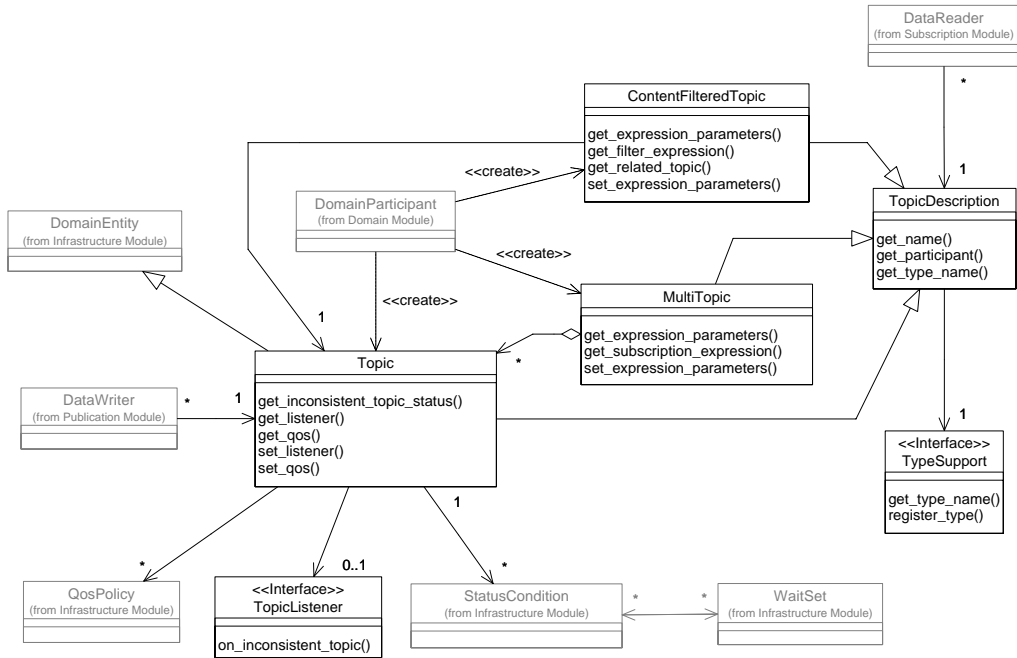 DataReader
(from Subscription Module)
*
1
ContentFilteredTopic
get_expression_parameters()
get_filter_expression()
get_related_topic()
set_expression_parameters()
<<create>>
DomainParticipant
(from Domain Module)
<<create>>
<<create>>
TopicDescription
get_name()
get_participant()
get_type_name()
DomainEntity
(from Infrastructure Module)
MultiTopic
get_expression_parameters()
get_subscription_expression()
set_expression_parameters()
*
1
Topic
get_inconsistent_topic_status()
get_listener()
get_qos()
set_listener()
set_qos()
DataWriter
(from Publication Module)
*
1
1
<<Interface>>
TypeSupport
get_type_name()
register_type()
*
0..1
1
*
QosPolicy
(from Infrastructure Module)
<<Interface>>
TopicListener
on_inconsistent_topic()
StatusCondition
(from Infrastructure Module)
*
*
WaitSet
(from Infrastructure Module)